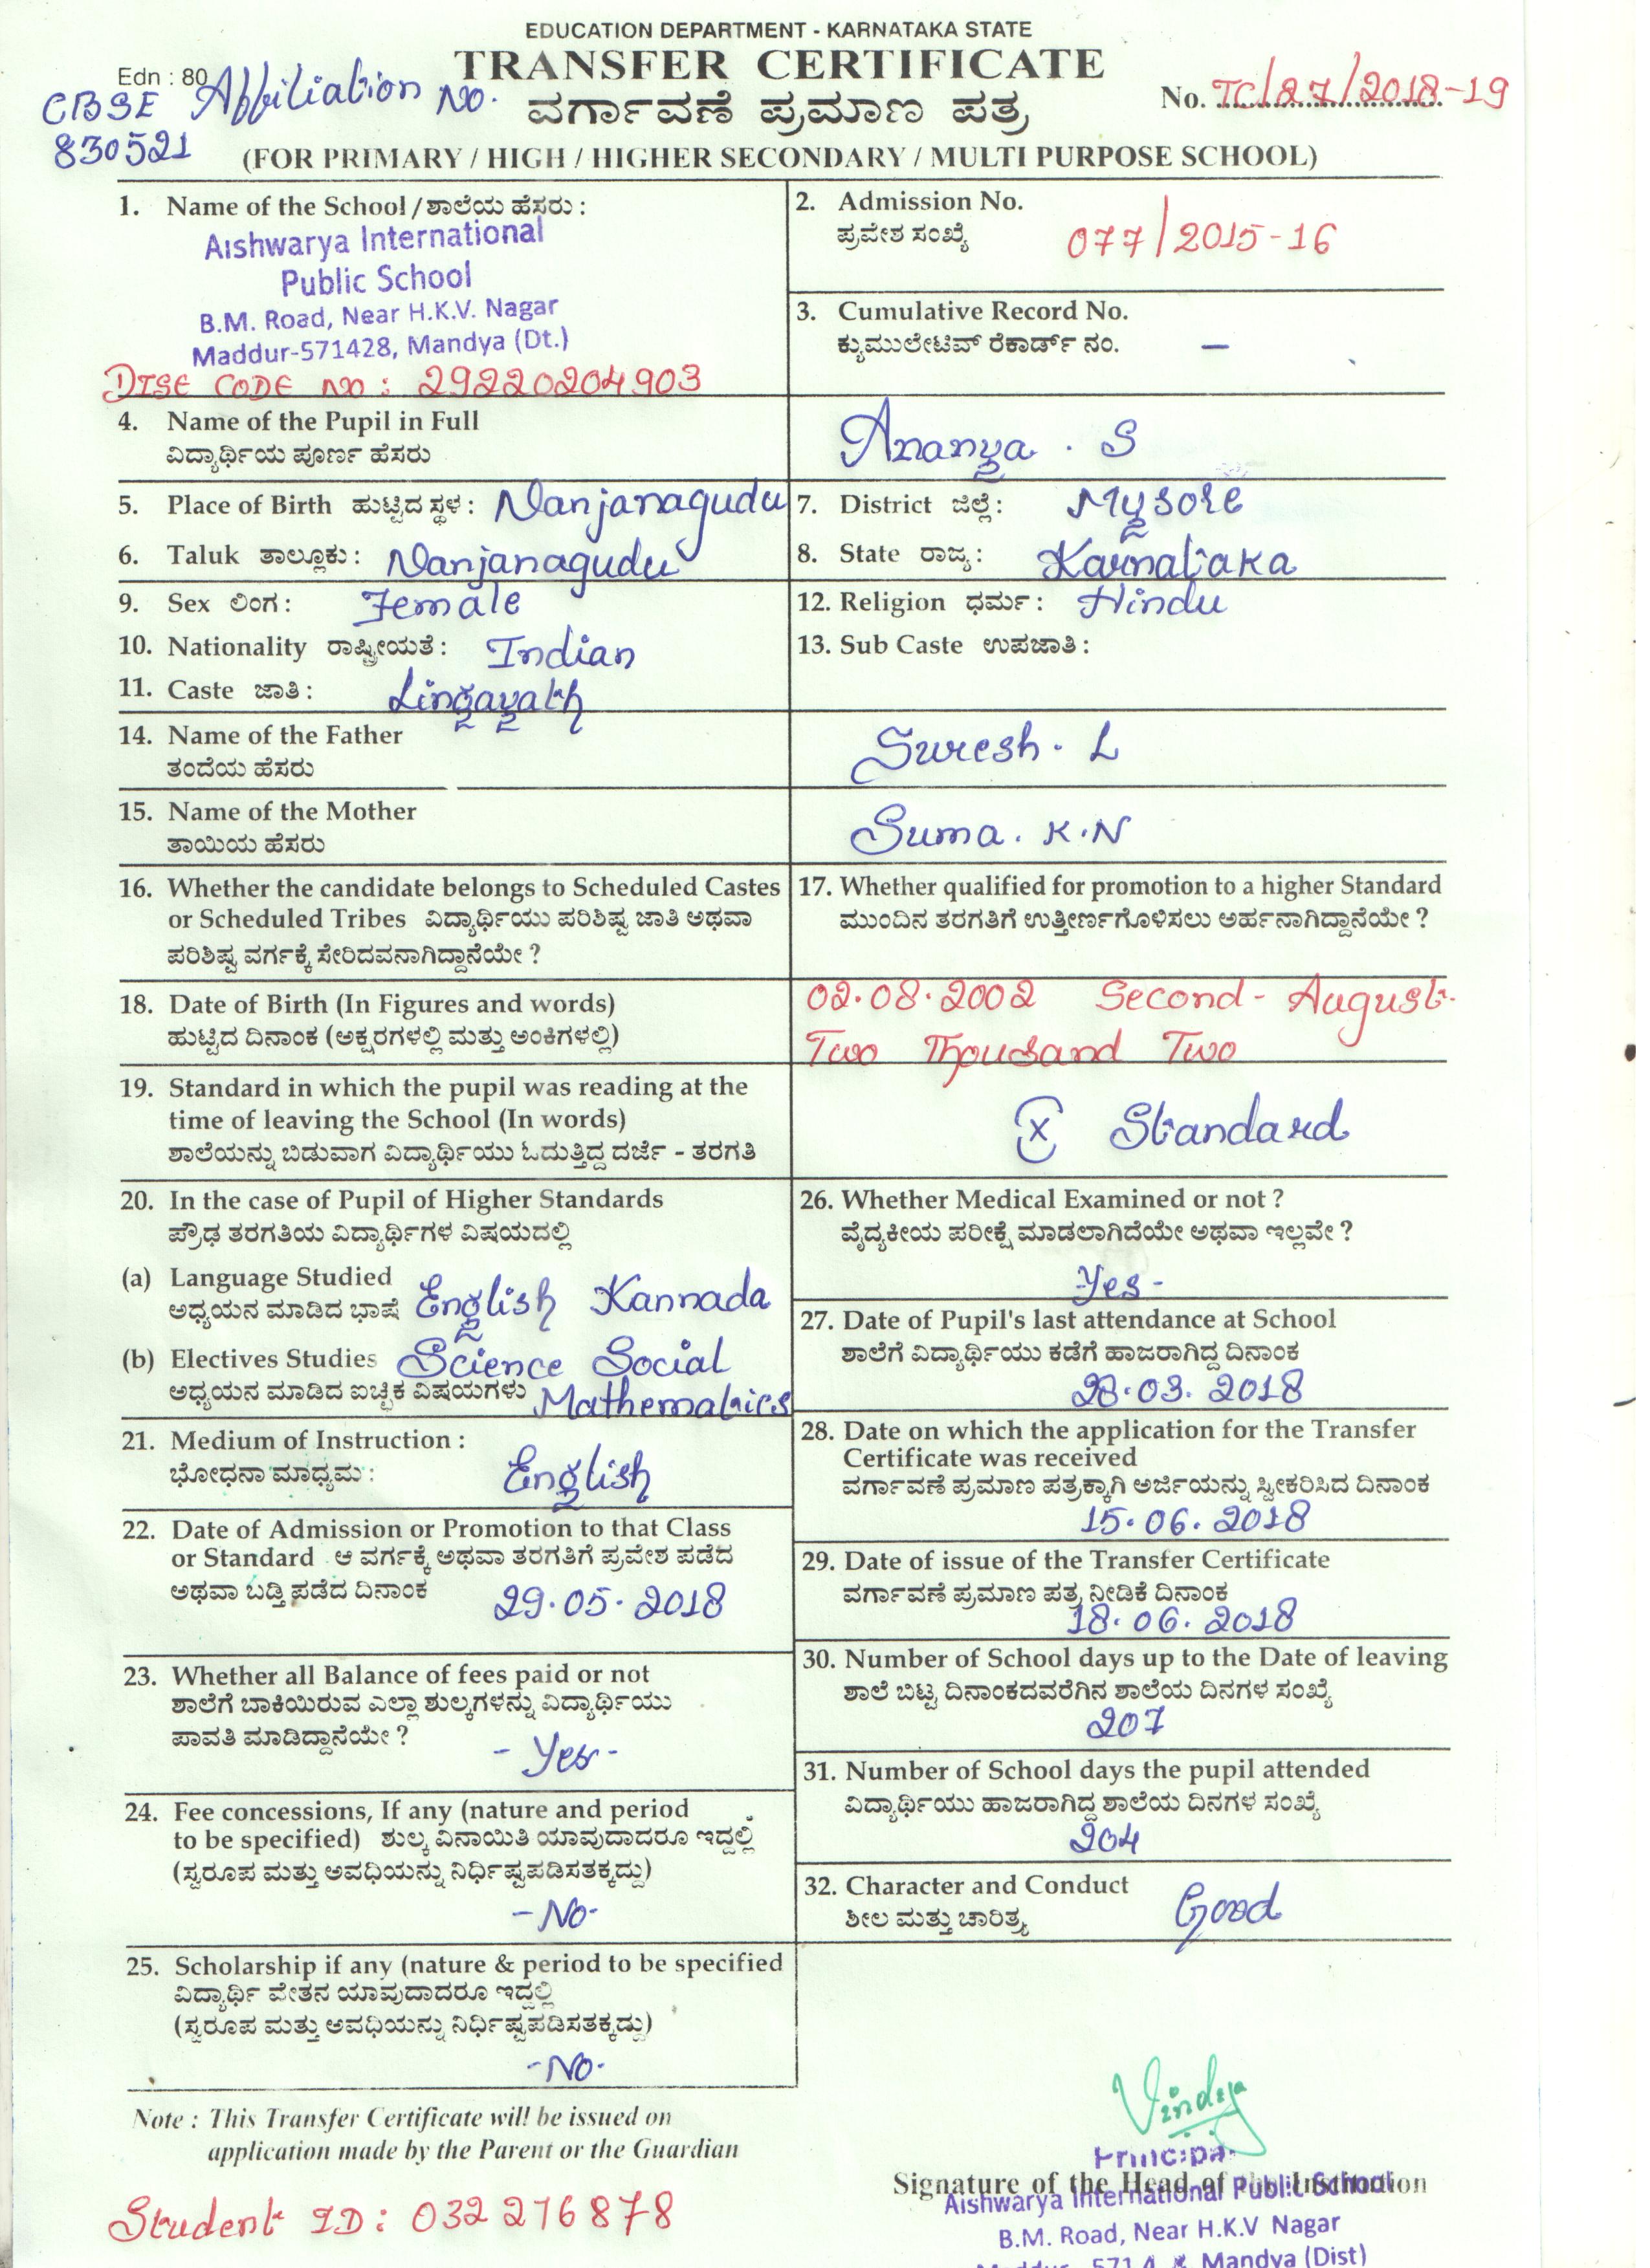 EDUCATION DEPARTMENT - KARNATAKA STATE
TRANSFER CERTIFICATE
Edn : 80
ವರ್ಗಾವಣೆ ಪ್ರಮಾಣ ಪತ್ರ
No. TC/27/2018-19
CBSE Affiliation No.
830521
(FOR PRIMARY / HIGH / HIGHER SECONDARY / MULTI PURPOSE SCHOOL)
1. Name of the School / ಶಾಲೆಯ ಹೆಸರು :
Aishwarya International
Public School
B.M. Road, Near H.K.V. Nagar
Maddur-571428, Mandya (Dt.)
DISE CODE NO : 29220204903
2. Admission No.
ಪ್ರವೇಶ ಸಂಖ್ಯೆ 077/2015-16
3. Cumulative Record No.
ಕ್ಯುಮುಲೇಟಿವ್ ರೆಕಾರ್ಡ್ ನಂ. –
4. Name of the Pupil in Full
ವಿದ್ಯಾರ್ಥಿಯ ಪೂರ್ಣ ಹೆಸರು
Ananya . S
5. Place of Birth ಹುಟ್ಟಿದ ಸ್ಥಳ : Nanjanagudu
6. Taluk ತಾಲ್ಲೂಕು : Nanjanagudu
7. District ಜಿಲ್ಲೆ : Mysore
8. State ರಾಜ್ಯ : Karnataka
9. Sex ಲಿಂಗ : Female
10. Nationality ರಾಷ್ಟ್ರೀಯತೆ : Indian
11. Caste ಜಾತಿ : Lingayath
12. Religion ಧರ್ಮ : Hindu
13. Sub Caste ಉಪಜಾತಿ :
14. Name of the Father
ತಂದೆಯ ಹೆಸರು
Suresh . L
15. Name of the Mother
ತಾಯಿಯ ಹೆಸರು
Suma . K.N
16. Whether the candidate belongs to Scheduled Castes
or Scheduled Tribes ವಿದ್ಯಾರ್ಥಿಯು ಪರಿಶಿಷ್ಟ ಜಾತಿ ಅಥವಾ
ಪರಿಶಿಷ್ಟ ವರ್ಗಕ್ಕೆ ಸೇರಿದವನಾಗಿದ್ದಾನೆಯೇ ?
17. Whether qualified for promotion to a higher Standard
ಮುಂದಿನ ತರಗತಿಗೆ ಉತ್ತೀರ್ಣಗೊಳಿಸಲು ಅರ್ಹನಾಗಿದ್ದಾನೆಯೇ ?
18. Date of Birth (In Figures and words)
ಹುಟ್ಟಿದ ದಿನಾಂಕ (ಅಕ್ಷರಗಳಲ್ಲಿ ಮತ್ತು ಅಂಕಿಗಳಲ್ಲಿ)
02.08.2002 Second - August
Two Thousand Two
19. Standard in which the pupil was reading at the
time of leaving the School (In words)
ಶಾಲೆಯನ್ನು ಬಿಡುವಾಗ ವಿದ್ಯಾರ್ಥಿಯು ಓದುತ್ತಿದ್ದ ದರ್ಜೆ - ತರಗತಿ
X Standard
20. In the case of Pupil of Higher Standards
ಪ್ರೌಢ ತರಗತಿಯ ವಿದ್ಯಾರ್ಥಿಗಳ ವಿಷಯದಲ್ಲಿ
(a) Language Studied
ಅಧ್ಯಯನ ಮಾಡಿದ ಭಾಷೆ English Kannada
(b) Electives Studies Science Social
ಅಧ್ಯಯನ ಮಾಡಿದ ಐಚ್ಛಿಕ ವಿಷಯಗಳು Mathematics
21. Medium of Instruction :
ಭೋಧನಾ ಮಾಧ್ಯಮ : English
22. Date of Admission or Promotion to that Class
or Standard ಆ ವರ್ಗಕ್ಕೆ ಅಥವಾ ತರಗತಿಗೆ ಪ್ರವೇಶ ಪಡೆದ
ಅಥವಾ ಬಡ್ತಿ ಪಡೆದ ದಿನಾಂಕ 29.05.2018
23. Whether all Balance of fees paid or not
ಶಾಲೆಗೆ ಬಾಕಿಯಿರುವ ಎಲ್ಲಾ ಶುಲ್ಕಗಳನ್ನು ವಿದ್ಯಾರ್ಥಿಯು
ಪಾವತಿ ಮಾಡಿದ್ದಾನೆಯೇ ? - Yes -
24. Fee concessions, If any (nature and period
to be specified) ಶುಲ್ಕ ವಿನಾಯಿತಿ ಯಾವುದಾದರೂ ಇದ್ದಲ್ಲಿ
(ಸ್ವರೂಪ ಮತ್ತು ಅವಧಿಯನ್ನು ನಿರ್ಧಿಷ್ಟಪಡಿಸತಕ್ಕದ್ದು)
- No -
25. Scholarship if any (nature & period to be specified
ವಿದ್ಯಾರ್ಥಿ ವೇತನ ಯಾವುದಾದರೂ ಇದ್ದಲ್ಲಿ
(ಸ್ವರೂಪ ಮತ್ತು ಅವಧಿಯನ್ನು ನಿರ್ಧಿಷ್ಟಪಡಿಸತಕ್ಕದ್ದು)
- No -
26. Whether Medical Examined or not ?
ವೈದ್ಯಕೀಯ ಪರೀಕ್ಷೆ ಮಾಡಲಾಗಿದೆಯೇ ಅಥವಾ ಇಲ್ಲವೇ ?
- Yes -
27. Date of Pupil's last attendance at School
ಶಾಲೆಗೆ ವಿದ್ಯಾರ್ಥಿಯು ಕಡೆಗೆ ಹಾಜರಾಗಿದ್ದ ದಿನಾಂಕ
28.03.2018
28. Date on which the application for the Transfer
Certificate was received
ವರ್ಗಾವಣೆ ಪ್ರಮಾಣ ಪತ್ರಕ್ಕಾಗಿ ಅರ್ಜಿಯನ್ನು ಸ್ವೀಕರಿಸಿದ ದಿನಾಂಕ
15.06.2018
29. Date of issue of the Transfer Certificate
ವರ್ಗಾವಣೆ ಪ್ರಮಾಣ ಪತ್ರ ನೀಡಿಕೆ ದಿನಾಂಕ
18.06.2018
30. Number of School days up to the Date of leaving
ಶಾಲೆ ಬಿಟ್ಟ ದಿನಾಂಕದವರೆಗಿನ ಶಾಲೆಯ ದಿನಗಳ ಸಂಖ್ಯೆ
207
31. Number of School days the pupil attended
ವಿದ್ಯಾರ್ಥಿಯು ಹಾಜರಾಗಿದ್ದ ಶಾಲೆಯ ದಿನಗಳ ಸಂಖ್ಯೆ
204
32. Character and Conduct
ಶೀಲ ಮತ್ತು ಚಾರಿತ್ರ್ಯ Good
Note : This Transfer Certificate will be issued on
application made by the Parent or the Guardian
Student ID : 032276878
Vindya
Principal
Signature of the Head of the Institution
Aishwarya International Public School
B.M. Road, Near H.K.V Nagar
Mandya (Dist)